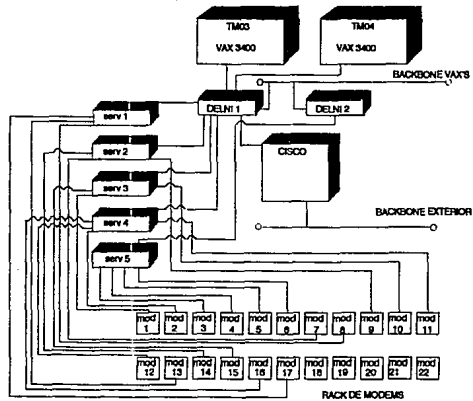 TM03
VAX 3400
TM04
VAX 3400
BACKBONE VAX'S
DELNI 1
DELNI 2
serv 1
serv 2
serv 3
serv 4
serv 5
CISCO
BACKBONE EXTERIOR
mod 1
mod 2
mod 3
mod 4
mod 5
mod 6
mod 7
mod 8
mod 9
mod 10
mod 11
mod 12
mod 13
mod 14
mod 15
mod 16
mod 17
mod 18
mod 19
mod 20
mod 21
mod 22
RACK DE MODEMS